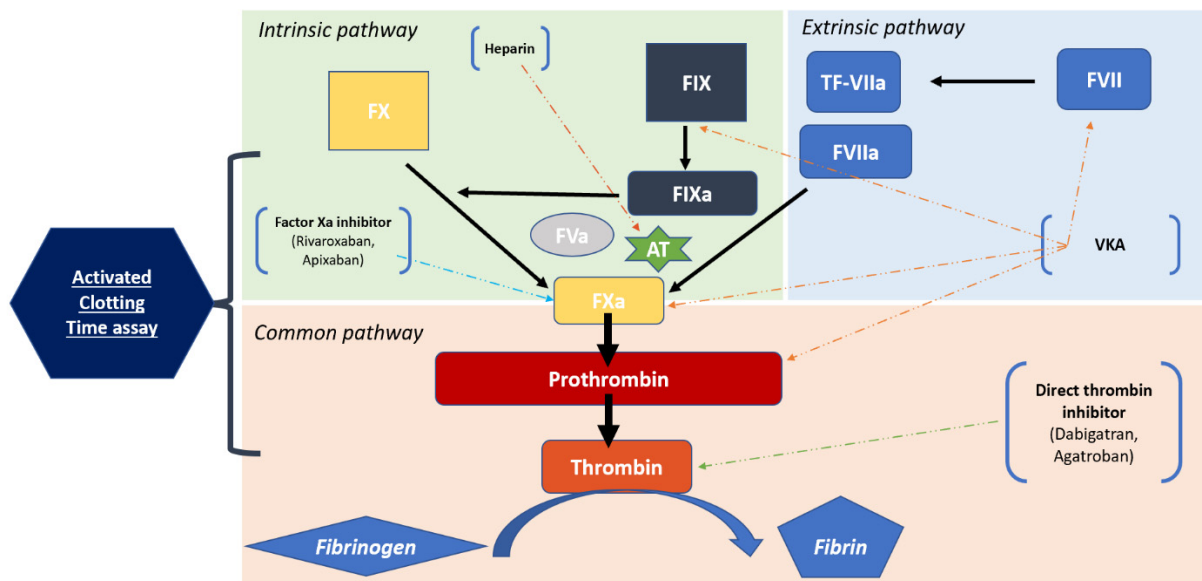 Intrinsic pathway
Extrinsic pathway
Heparin
FX
FIX
TF-VIIa
FVII
FVIIa
FIXa
Factor Xa inhibitor
(Rivaroxaban,
Apixaban)
FVa
AT
VKA
Activated
Clotting
Time assay
FXa
Common pathway
Prothrombin
Direct thrombin
inhibitor
(Dabigatran,
Agatroban)
Thrombin
Fibrinogen
Fibrin